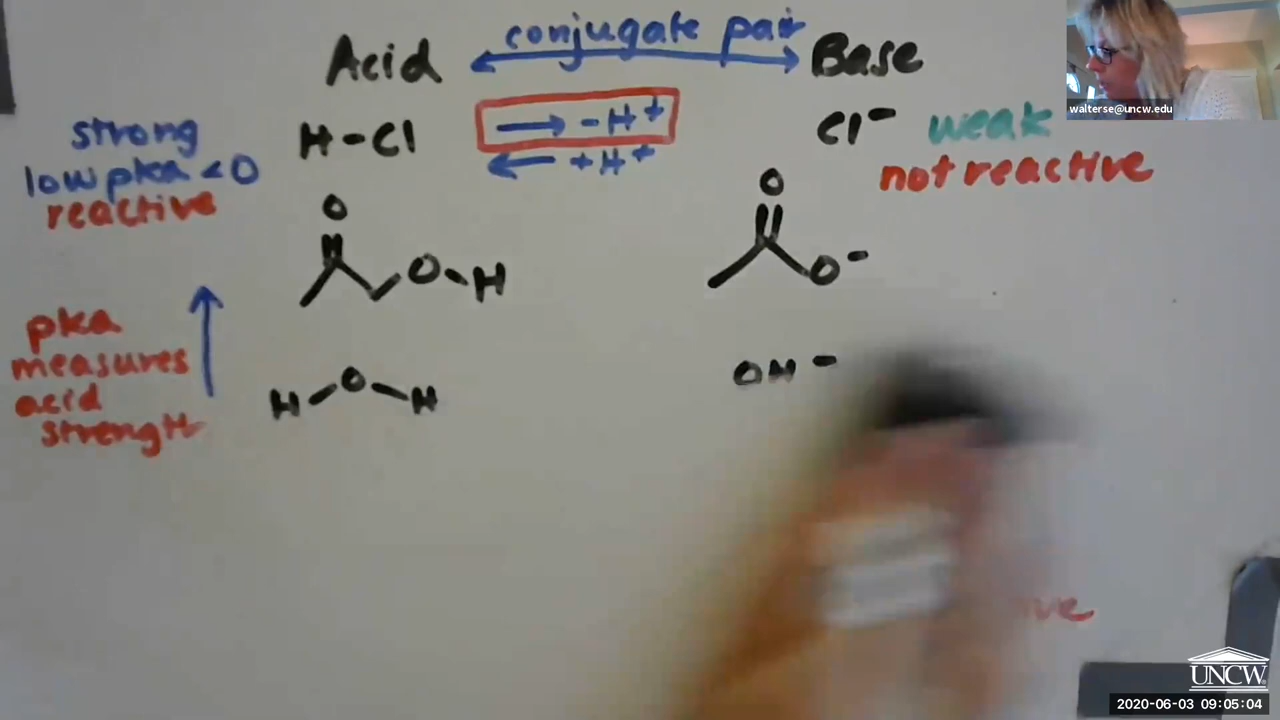 conjugate pair
Acid
Base
strong
low pka < 0
reactive
H-Cl
→ -H+
← +H+
Cl-
weak
not reactive
O
O-H
O
O-
pka
measures
acid
strength
H O H
OH -
walterse@uncw.edu
UNCW
2020-06-03 09:05:04